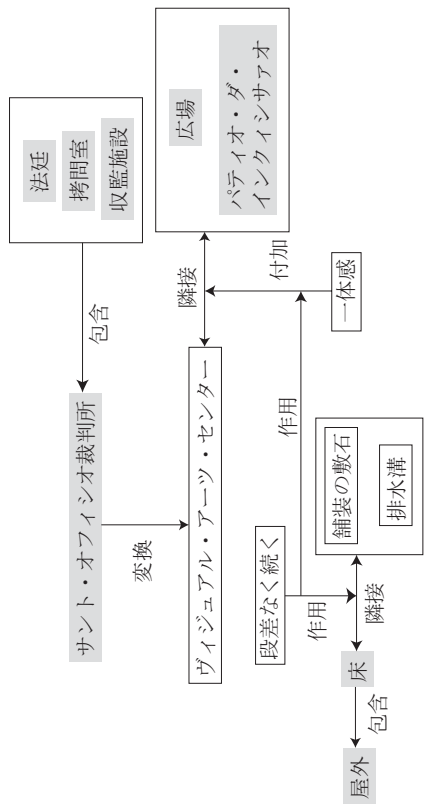 法廷
拷問室
収監施設
包含
サント・オフィシオ裁判所
変換
ヴィジュアル・アーツ・センター
隣接
広場
パティオ・ダ・
インクィシサァオ
付加
一体感
作用
段差なく続く
作用
舗装の敷石
排水溝
隣接
床
包含
屋外